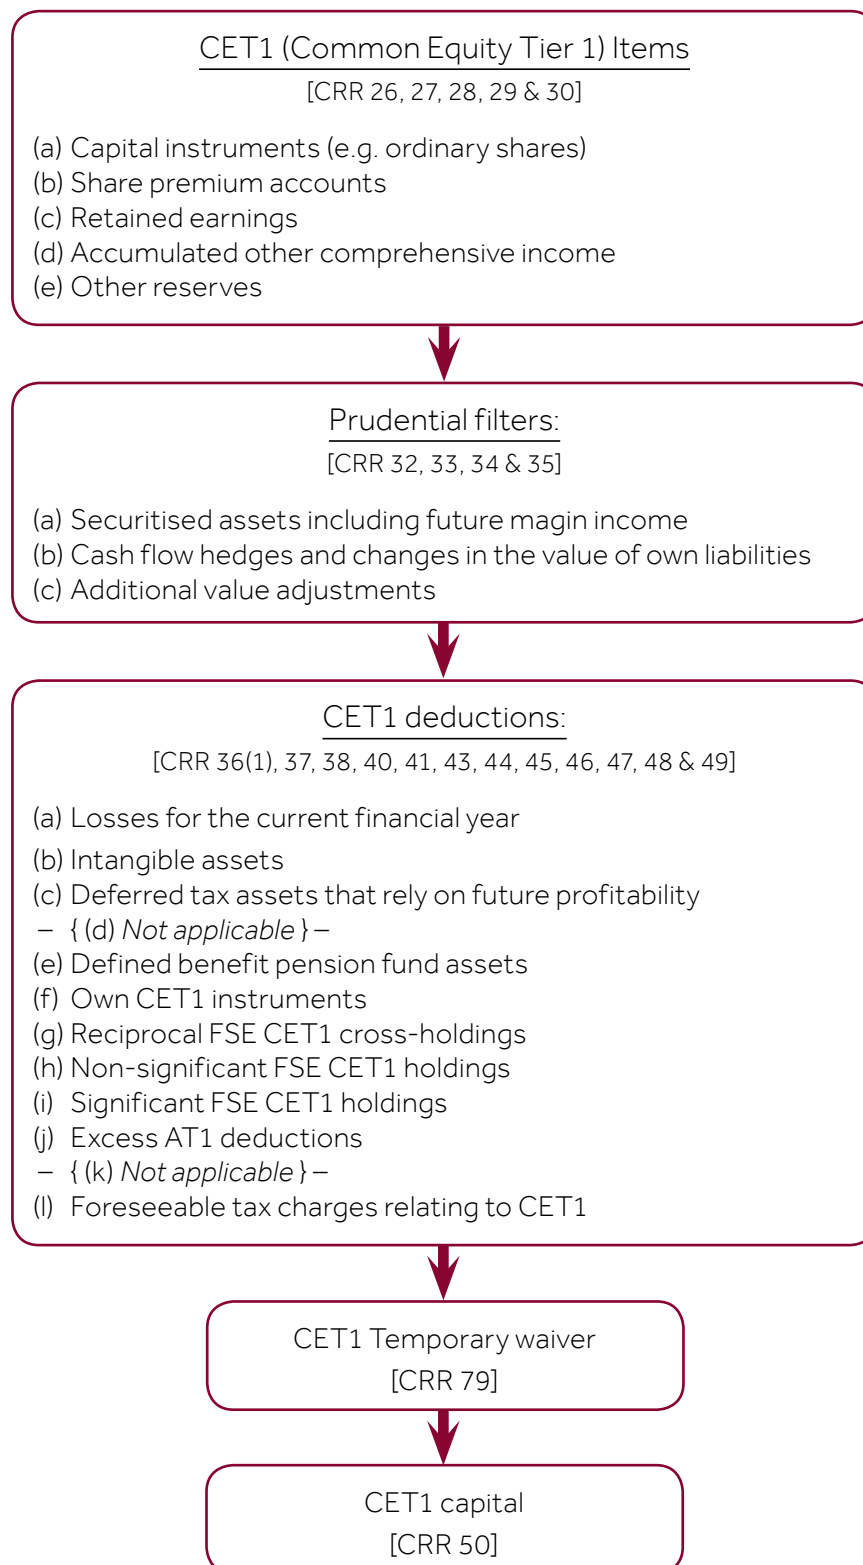 CET1 (Common Equity Tier 1) Items
[CRR 26, 27, 28, 29 & 30]
(a) Capital instruments (e.g. ordinary shares)
(b) Share premium accounts
(c) Retained earnings
(d) Accumulated other comprehensive income
(e) Other reserves
Prudential filters:
[CRR 32, 33, 34 & 35]
(a) Securitised assets including future magin income
(b) Cash flow hedges and changes in the value of own liabilities
(c) Additional value adjustments
CET1 deductions:
[CRR 36(1), 37, 38, 40, 41, 43, 44, 45, 46, 47, 48 & 49]
(a) Losses for the current financial year
(b) Intangible assets
(c) Deferred tax assets that rely on future profitability
– { (d) Not applicable } –
(e) Defined benefit pension fund assets
(f) Own CET1 instruments
(g) Reciprocal FSE CET1 cross-holdings
(h) Non-significant FSE CET1 holdings
(i) Significant FSE CET1 holdings
(j) Excess AT1 deductions
– { (k) Not applicable } –
(l) Foreseeable tax charges relating to CET1
CET1 Temporary waiver
[CRR 79]
CET1 capital
[CRR 50]